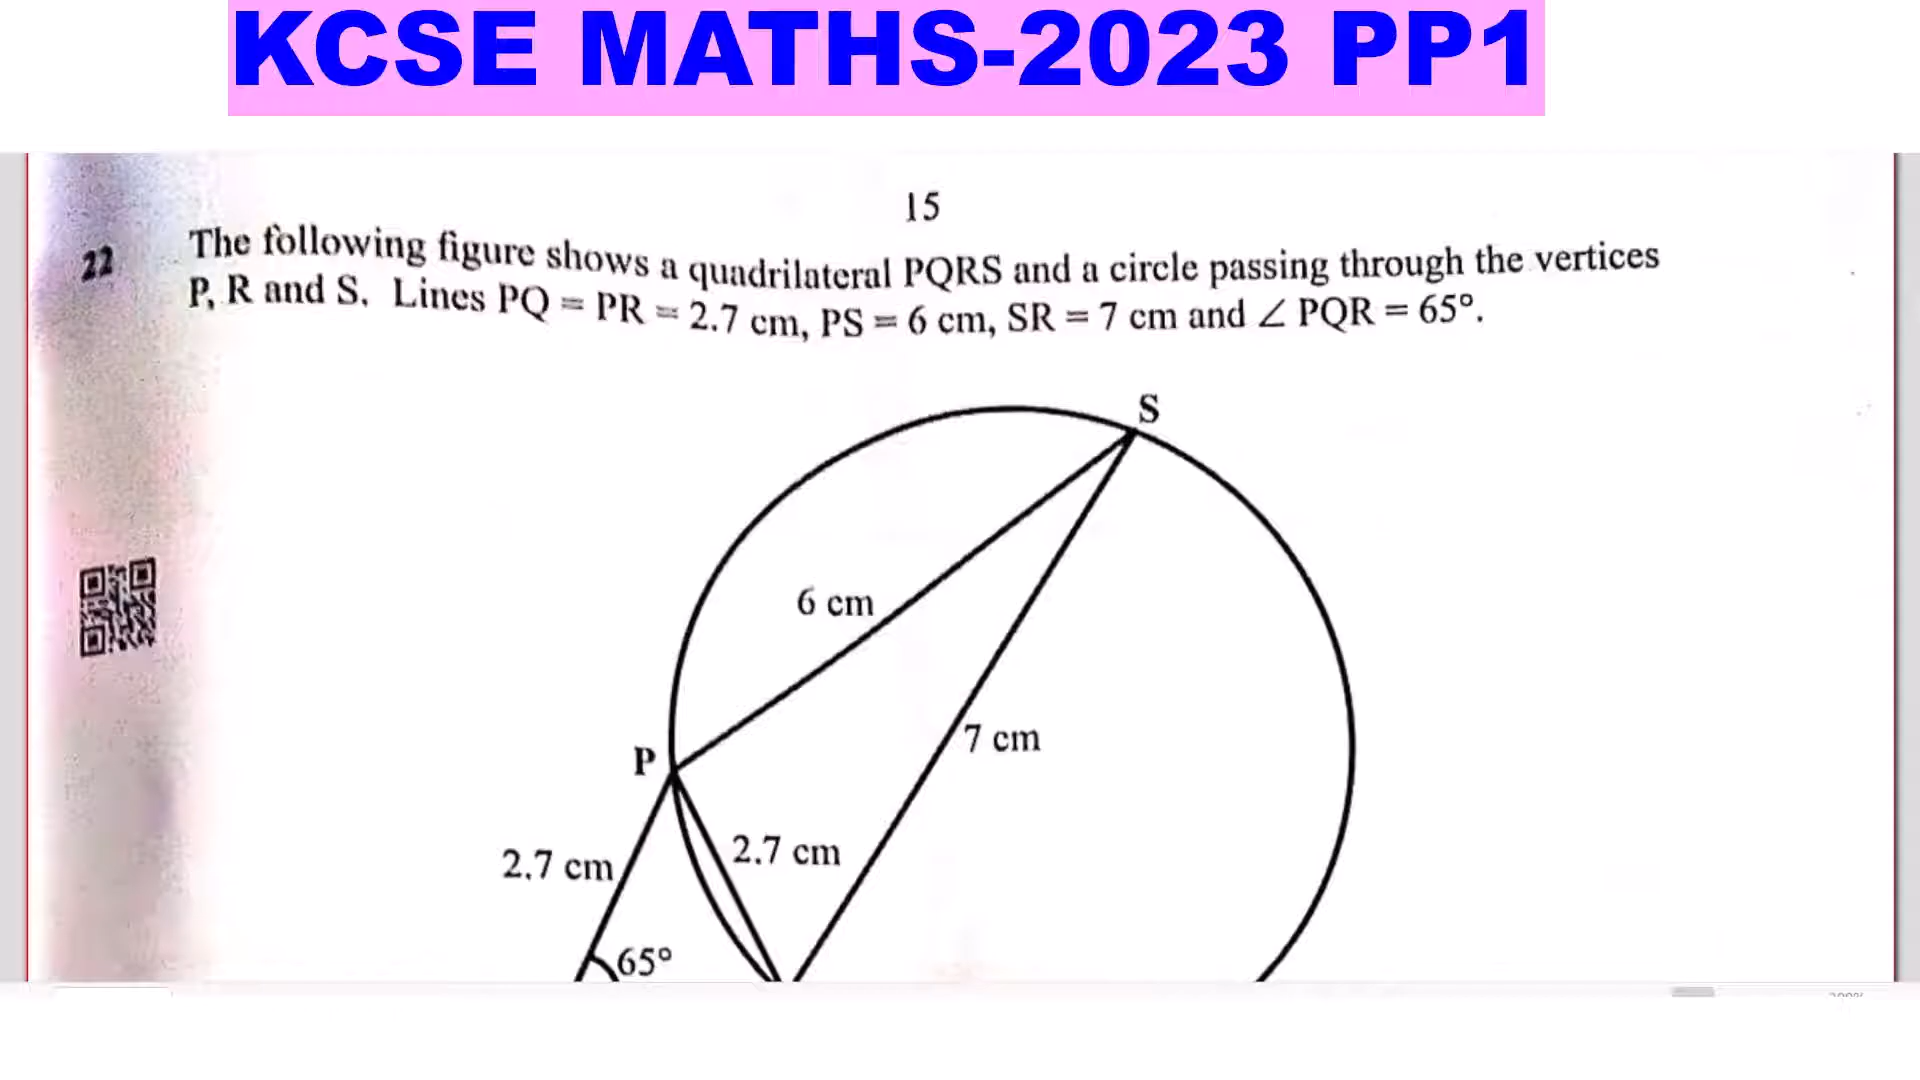 KCSE MATHS-2023 PP1
15
22 The following figure shows a quadrilateral PQRS and a circle passing through the vertices
P, R and S. Lines PQ = PR = 2.7 cm, PS = 6 cm, SR = 7 cm and ∠ PQR = 65°.
S
6 cm
7 cm
P
2.7 cm
2.7 cm
65°